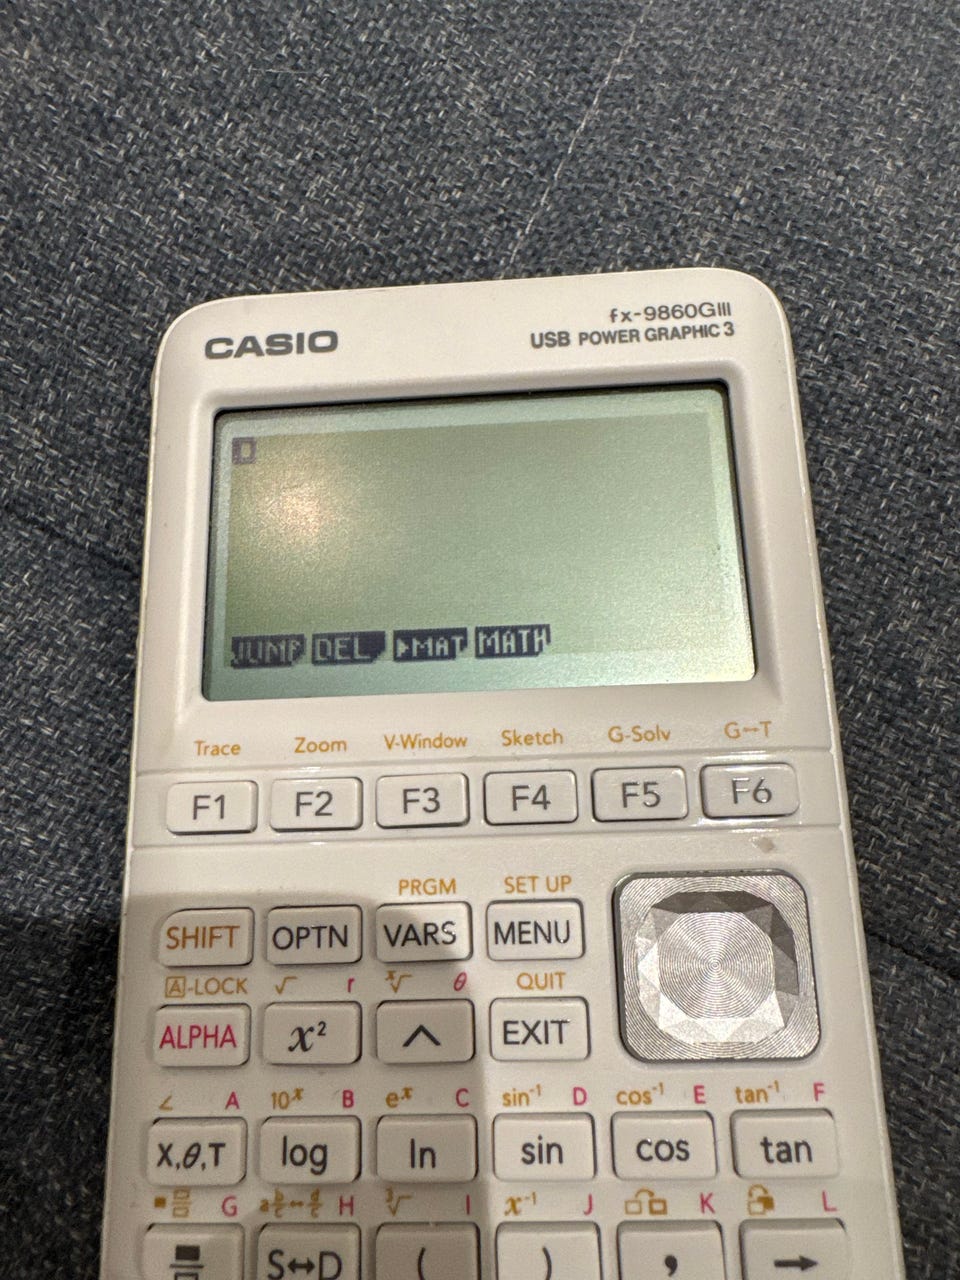 CASIO
fx-9860GIII
USB POWER GRAPHIC 3
JUMP DEL ▶MAT MATH
Trace Zoom V-Window Sketch G-Solv G↔T
F1 F2 F3 F4 F5 F6
PRGM SET UP
SHIFT OPTN VARS MENU
A-LOCK √ r ˣ√ θ QUIT
ALPHA x² ^ EXIT
∠ A 10ˣ B eˣ C sin⁻¹ D cos⁻¹ E tan⁻¹ F
X,θ,T log ln sin cos tan
G H ³√ I x⁻¹ J K L
S↔D ( ) , →